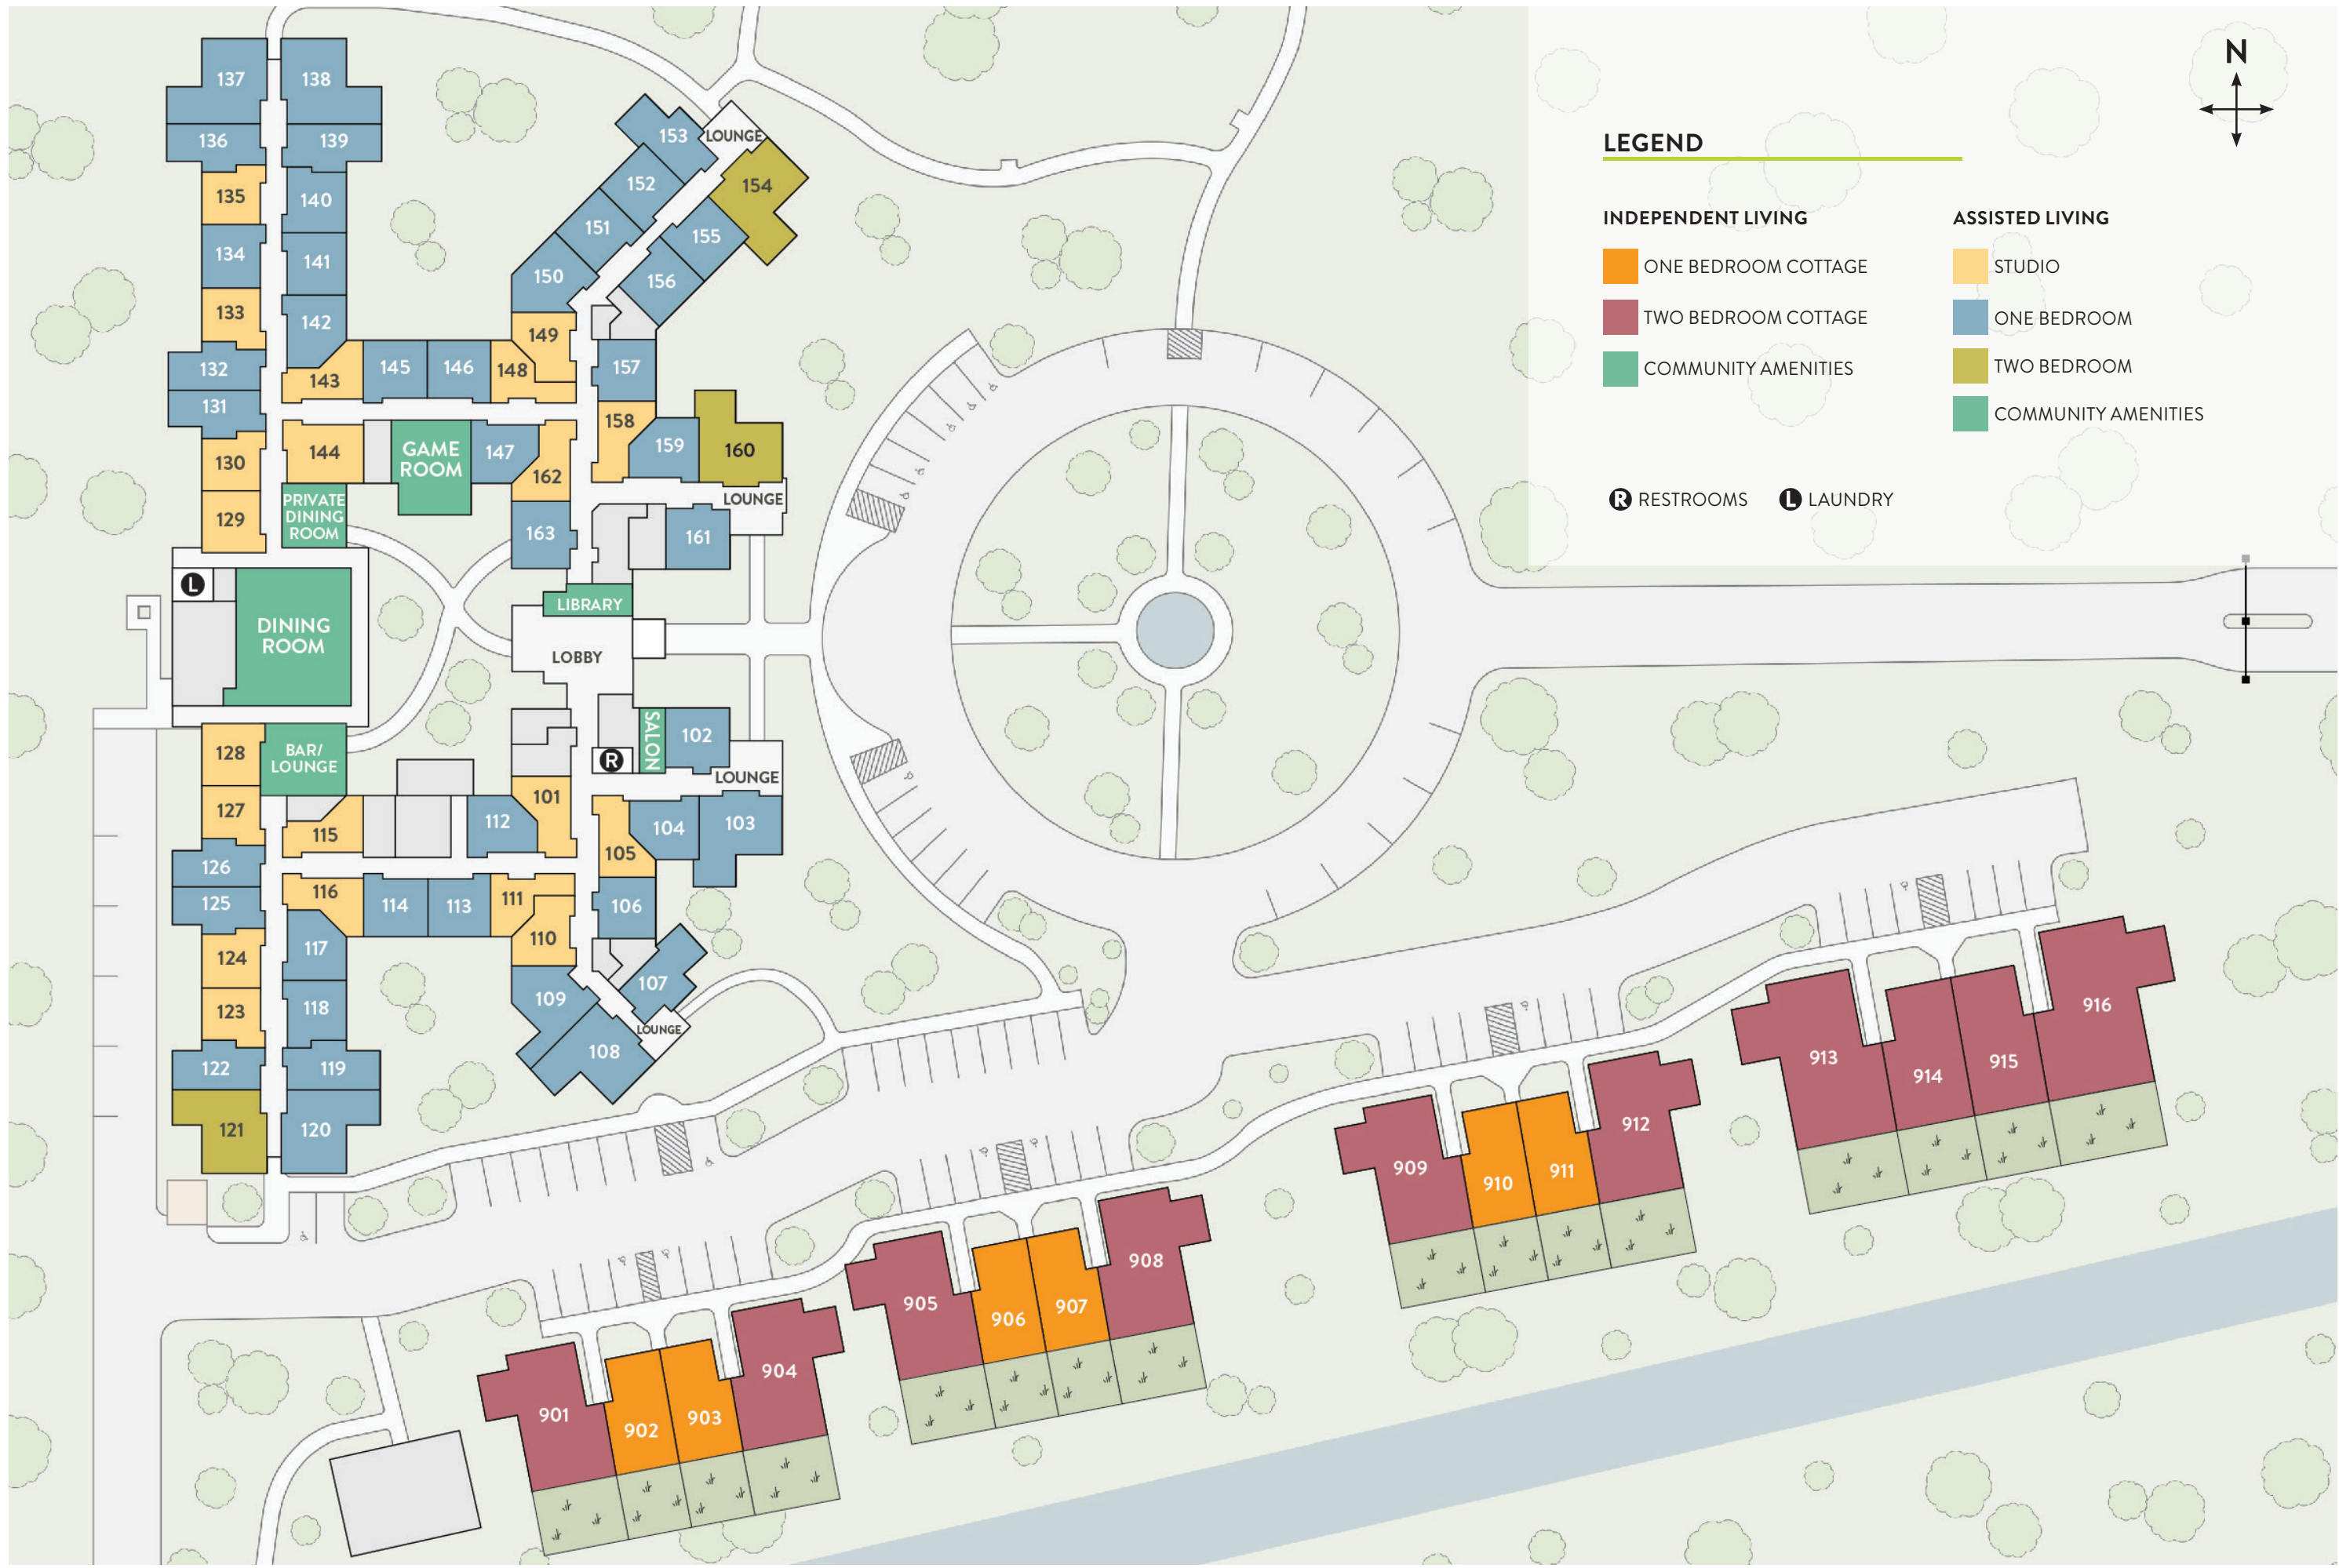 N
LEGEND
INDEPENDENT LIVING
ONE BEDROOM COTTAGE
TWO BEDROOM COTTAGE
COMMUNITY AMENITIES
ASSISTED LIVING
STUDIO
ONE BEDROOM
TWO BEDROOM
COMMUNITY AMENITIES
R RESTROOMS
L LAUNDRY
137
138
136
139
135
140
134
141
133
142
132
131
143
145
146
148
149
150
151
152
153
LOUNGE
154
155
156
157
158
159
160
LOUNGE
161
130
144
GAME
ROOM
147
162
163
129
PRIVATE
DINING
ROOM
L
DINING
ROOM
LIBRARY
LOBBY
SALON
102
R
LOUNGE
128
BAR/
LOUNGE
127
115
112
101
105
104
103
126
125
116
114
113
111
110
106
124
117
107
123
118
109
LOUNGE
108
122
119
121
120
901
902
903
904
905
906
907
908
909
910
911
912
913
914
915
916